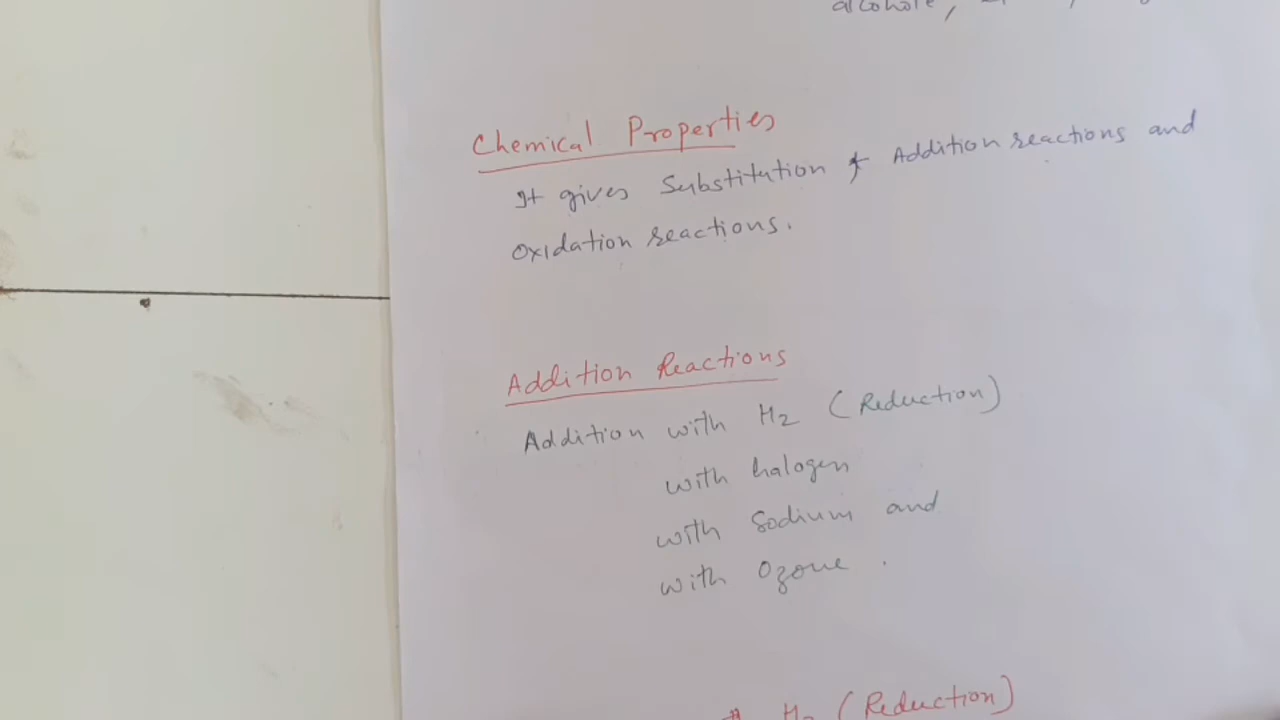 alcohole,
Chemical Properties
It gives Substitution & Addition reactions and
Oxidation reactions.
Addition Reactions
Addition with H2 (Reduction)
with halogen
with sodium and
with Ozone.
H2 (Reduction)